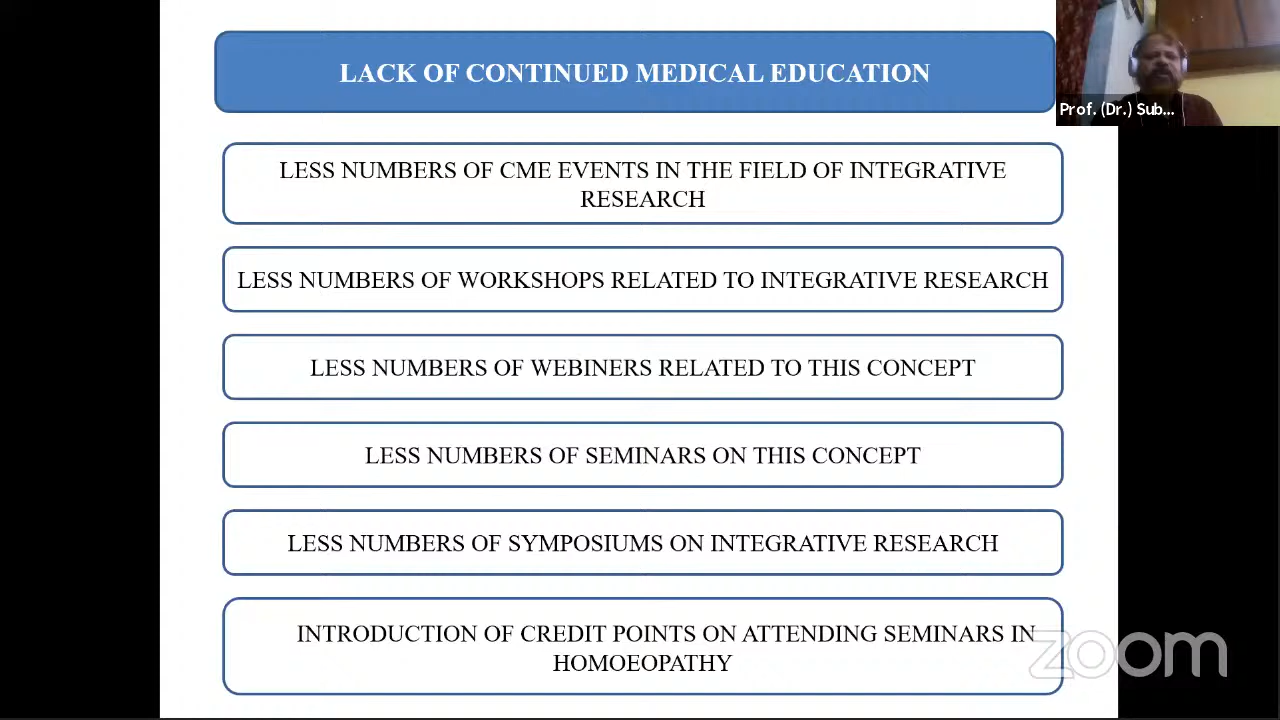 LACK OF CONTINUED MEDICAL EDUCATION
Prof. (Dr.) Sub...
LESS NUMBERS OF CME EVENTS IN THE FIELD OF INTEGRATIVE
RESEARCH
LESS NUMBERS OF WORKSHOPS RELATED TO INTEGRATIVE RESEARCH
LESS NUMBERS OF WEBINERS RELATED TO THIS CONCEPT
LESS NUMBERS OF SEMINARS ON THIS CONCEPT
LESS NUMBERS OF SYMPOSIUMS ON INTEGRATIVE RESEARCH
INTRODUCTION OF CREDIT POINTS ON ATTENDING SEMINARS IN
HOMOEOPATHY
zoom